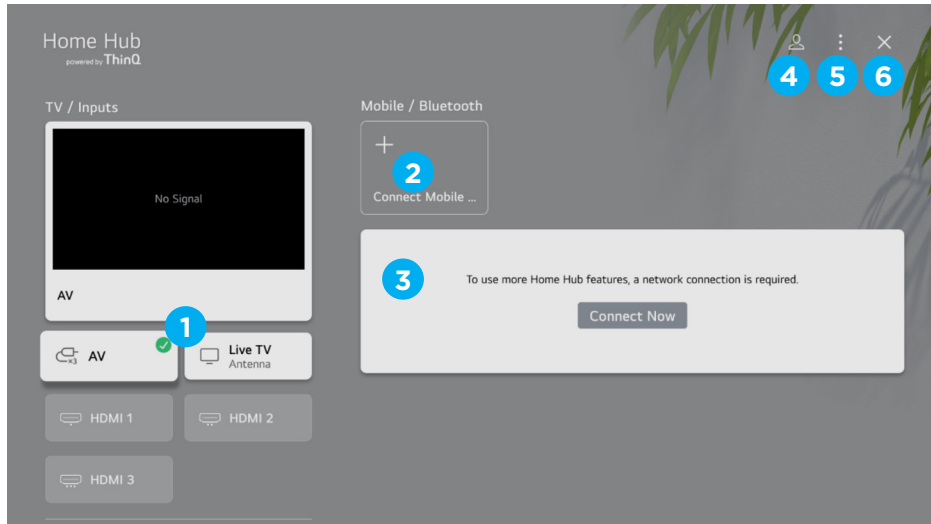 Home Hub
powered by ThinQ
4 5 6
TV / Inputs
No Signal
AV
1
AV
Live TV
Antenna
HDMI 1
HDMI 2
HDMI 3
Mobile / Bluetooth
2
Connect Mobile ...
3
To use more Home Hub features, a network connection is required.
Connect Now